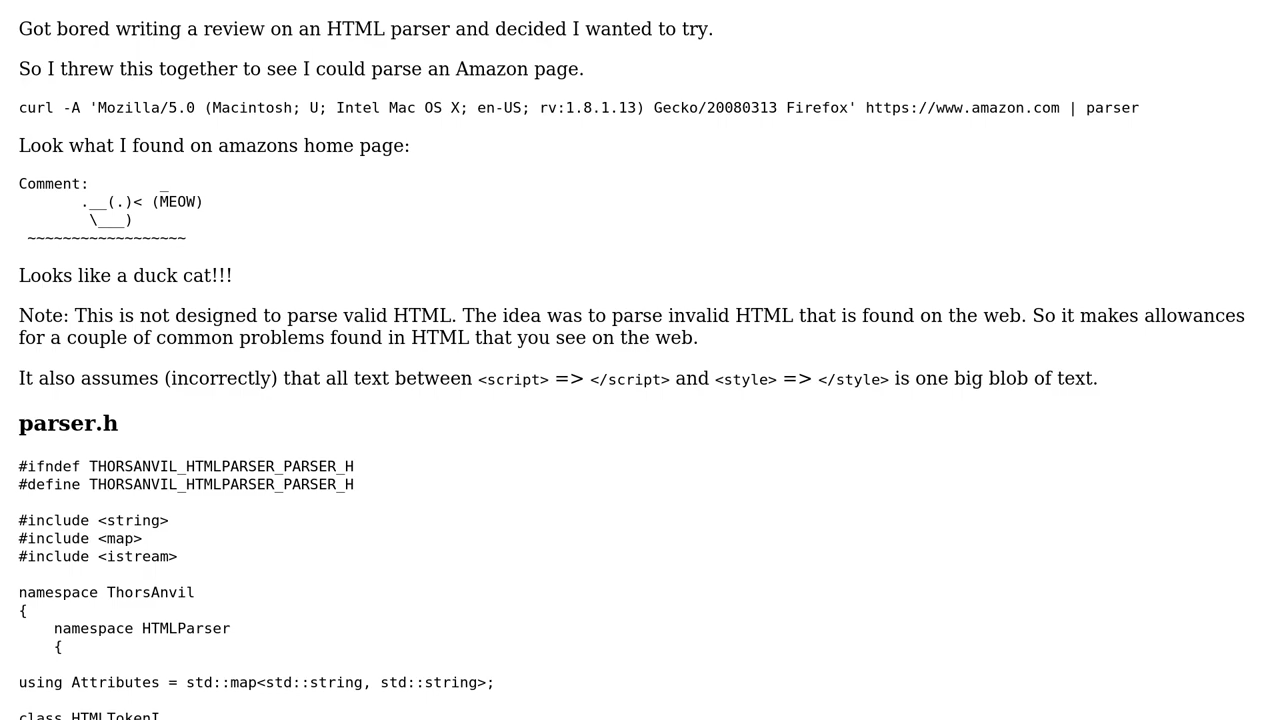 Got bored writing a review on an HTML parser and decided I wanted to try.
So I threw this together to see I could parse an Amazon page.
curl -A 'Mozilla/5.0 (Macintosh; U; Intel Mac OS X; en-US; rv:1.8.1.13) Gecko/20080313 Firefox' https://www.amazon.com | parser
Look what I found on amazons home page:
Comment:        _
       .__(.)< (MEOW)
        \___)
 ~~~~~~~~~~~~~~~~~~
Looks like a duck cat!!!
Note: This is not designed to parse valid HTML. The idea was to parse invalid HTML that is found on the web. So it makes allowances
for a couple of common problems found in HTML that you see on the web.
It also assumes (incorrectly) that all text between <script> => </script> and <style> => </style> is one big blob of text.
parser.h
#ifndef THORSANVIL_HTMLPARSER_PARSER_H
#define THORSANVIL_HTMLPARSER_PARSER_H
#include <string>
#include <map>
#include <istream>
namespace ThorsAnvil
{
    namespace HTMLParser
    {
using Attributes = std::map<std::string, std::string>;
class HTMLTokenI